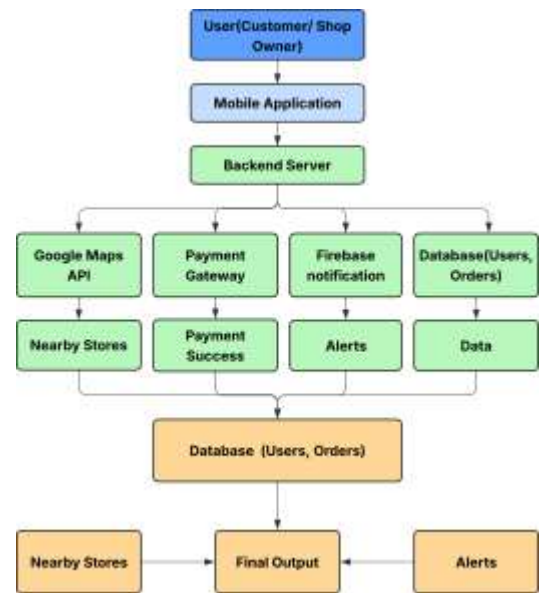 User(Customer/ Shop
Owner)
Mobile Application
Backend Server
Google Maps
API
Payment
Gateway
Firebase
notification
Database(Users,
Orders)
Nearby Stores
Payment
Success
Alerts
Data
Database (Users, Orders)
Nearby Stores
Final Output
Alerts